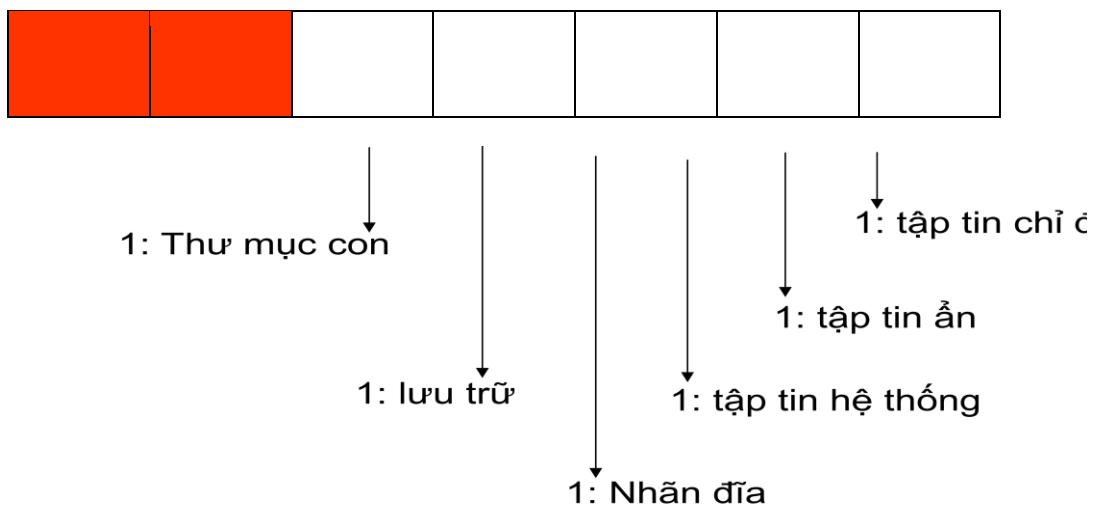 1: tập tin chỉ
1: Thư mục con
1: tập tin ẩn
1: lưu trữ
1: tập tin hệ thống
1: Nhãn đĩa